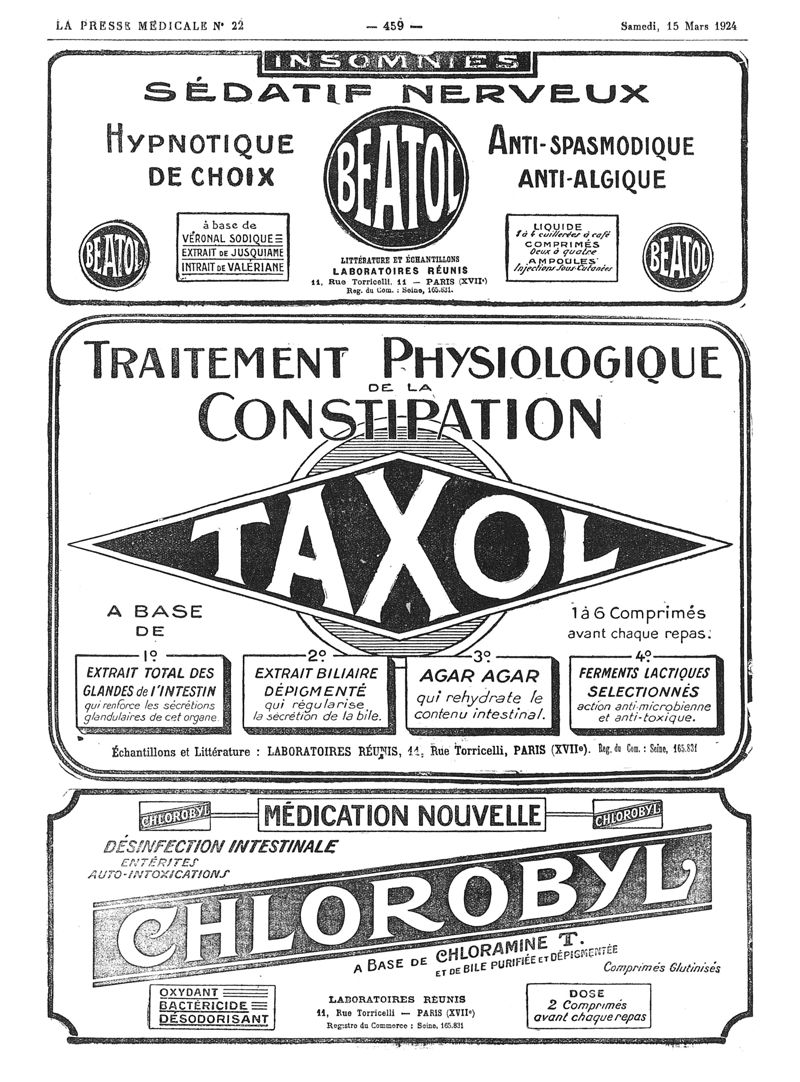 LA PRESSE MÉDICALE N° 22
— 459 —
Samedi, 15 Mars 1924
INSOMNIES
SÉDATIF NERVEUX
HYPNOTIQUE
DE CHOIX
BEATOL
ANTI-SPASMODIQUE
ANTI-ALGIQUE
BEATOL
à base de
VÉRONAL SODIQUE
EXTRAIT DE JUSQUIAME
INTRAIT DE VALÉRIANE
LITTÉRATURE ET ÉCHANTILLONS
LABORATOIRES RÉUNIS
11, Rue Torricelli, 11 — PARIS (XVIIe)
Reg. du Com. : Seine, 165.831.
LIQUIDE
1 à 4 cuillerées à café
COMPRIMÉS
Deux à quatre
AMPOULES
Injections Sous-Cutanées
BEATOL
TRAITEMENT PHYSIOLOGIQUE
DE LA
CONSTIPATION
TAXOL
A BASE
DE
1 à 6 Comprimés
avant chaque repas.
1º
EXTRAIT TOTAL DES
GLANDES de l'INTESTIN
qui renforce les sécrétions
glandulaires de cet organe
2º
EXTRAIT BILIAIRE
DÉPIGMENTÉ
qui régularise
la sécrétion de la bile.
3º
AGAR AGAR
qui rehydrate le
contenu intestinal.
4º
FERMENTS LACTIQUES
SELECTIONNÉS
action anti-microbienne
et anti-toxique.
Échantillons et Littérature : LABORATOIRES RÉUNIS, 11, Rue Torricelli, PARIS (XVIIe). Reg. du Com. : Seine, 165.831
CHLOROBYL
MÉDICATION NOUVELLE
CHLOROBYL
DÉSINFECTION INTESTINALE
ENTÉRITES
AUTO-INTOXICATIONS
CHLOROBYL
A BASE DE CHLORAMINE T.
ET DE BILE PURIFIÉE ET DÉPIGMENTÉE
Comprimés Glutinisés
OXYDANT
BACTÉRICIDE
DÉSODORISANT
LABORATOIRES REUNIS
11, Rue Torricelli — PARIS (XVIIe)
Registre du Commerce : Seine, 165.831
DOSE
2 Comprimés
avant chaque repas